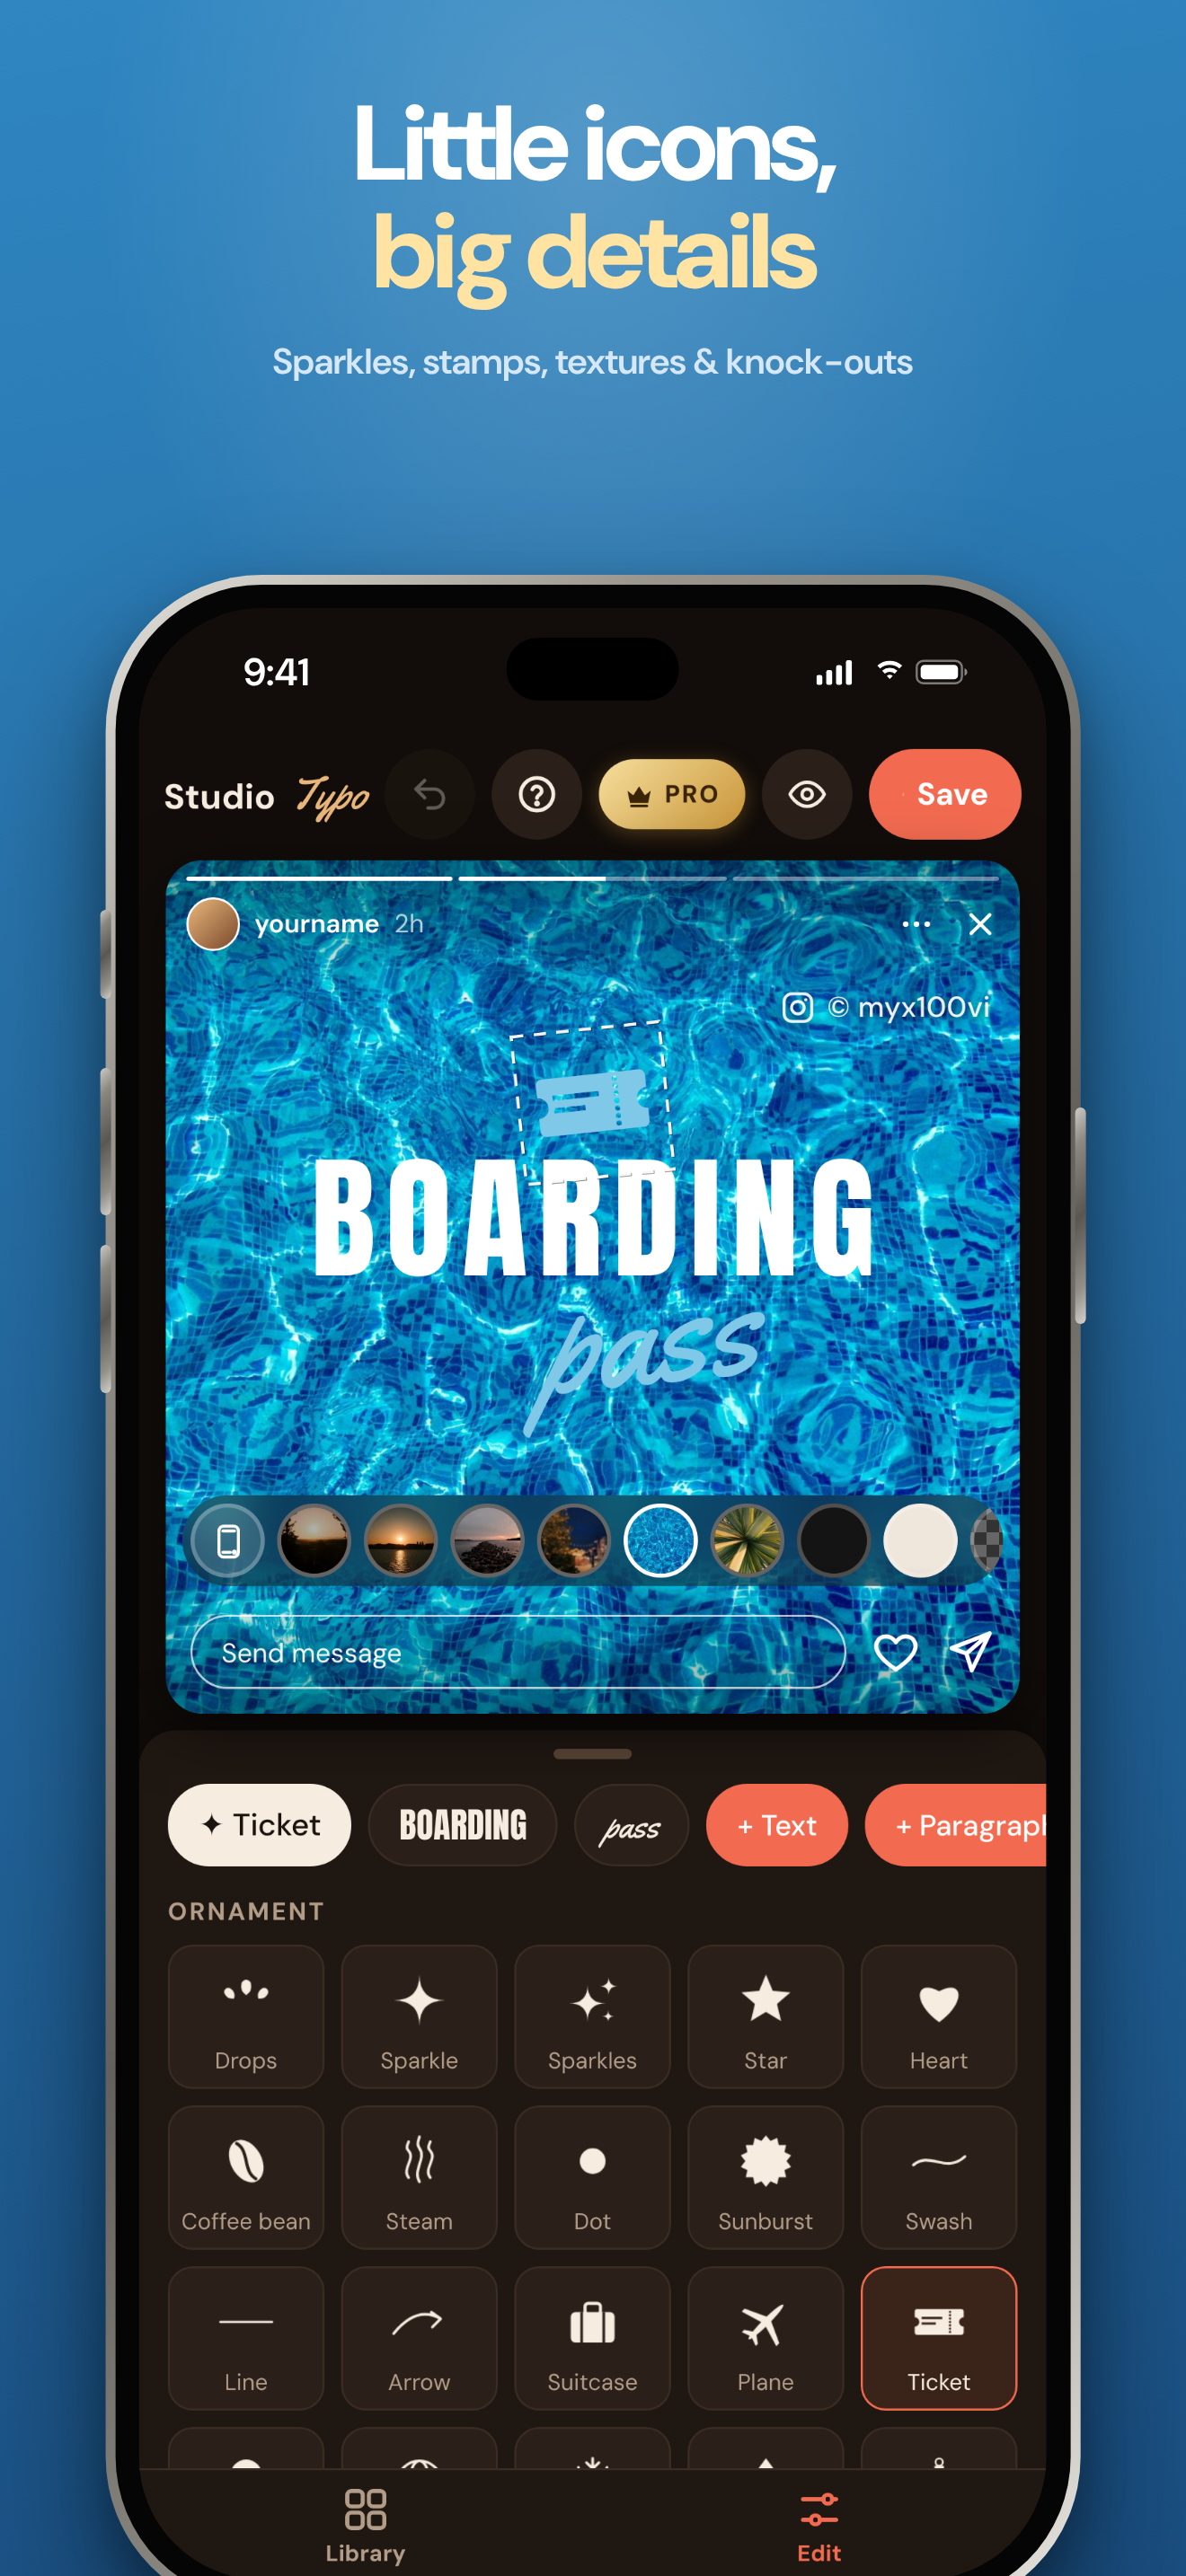 Little icons,
big details
Sparkles, stamps, textures & knock-outs
9:41
Studio Typo PRO Save
yourname 2h
© myx100vi
BOARDING
pass
Send message
Ticket BOARDING pass + Text + Paragraph
ORNAMENT
Drops Sparkle Sparkles Star Heart
Coffee bean Steam Dot Sunburst Swash
Line Arrow Suitcase Plane Ticket
Library Edit